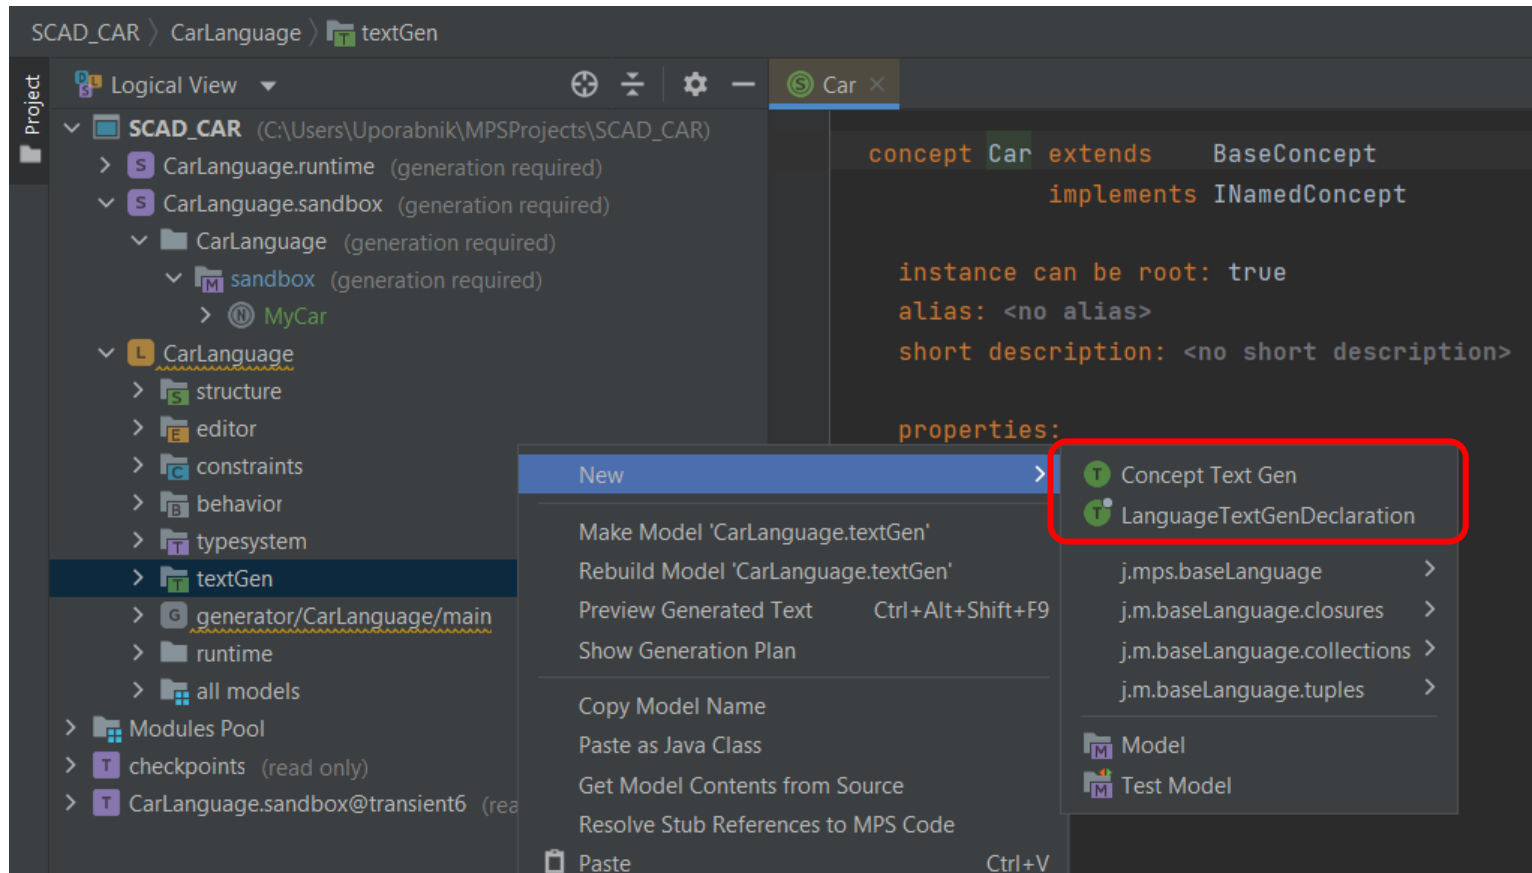 SCAD_CAR > CarLanguage > textGen
Project
Logical View
Car
SCAD_CAR (C:\Users\Uporabnik\MPSProjects\SCAD_CAR)
CarLanguage.runtime (generation required)
CarLanguage.sandbox (generation required)
CarLanguage (generation required)
sandbox (generation required)
MyCar
CarLanguage
structure
editor
constraints
behavior
typesystem
textGen
generator/CarLanguage/main
runtime
all models
Modules Pool
checkpoints (read only)
CarLanguage.sandbox@transient6 (rea
concept Car extends BaseConcept
implements INamedConcept
instance can be root: true
alias: <no alias>
short description: <no short description>
properties:
New
Make Model 'CarLanguage.textGen'
Rebuild Model 'CarLanguage.textGen'
Preview Generated Text Ctrl+Alt+Shift+F9
Show Generation Plan
Copy Model Name
Paste as Java Class
Get Model Contents from Source
Resolve Stub References to MPS Code
Paste Ctrl+V
Concept Text Gen
LanguageTextGenDeclaration
j.mps.baseLanguage
j.m.baseLanguage.closures
j.m.baseLanguage.collections
j.m.baseLanguage.tuples
Model
Test Model